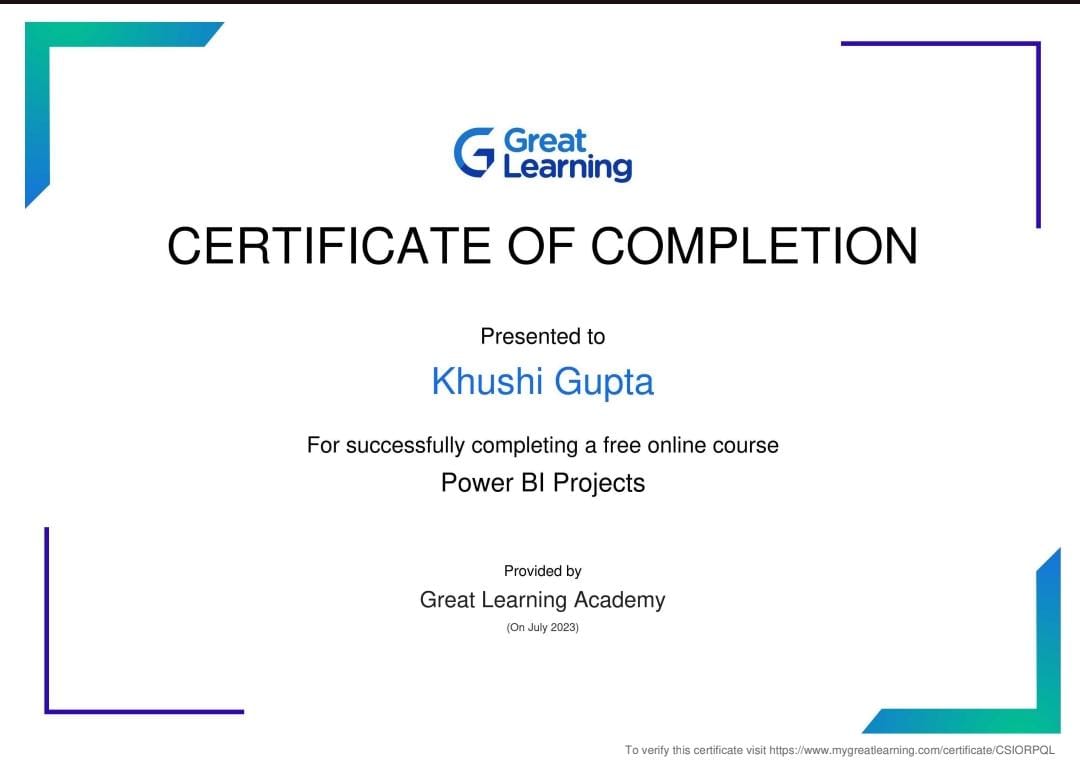 Great
Learning
CERTIFICATE OF COMPLETION
Presented to
Khushi Gupta
For successfully completing a free online course
Power BI Projects
Provided by
Great Learning Academy
(On July 2023)
To verify this certificate visit https://www.mygreatlearning.com/certificate/CSIORPQL